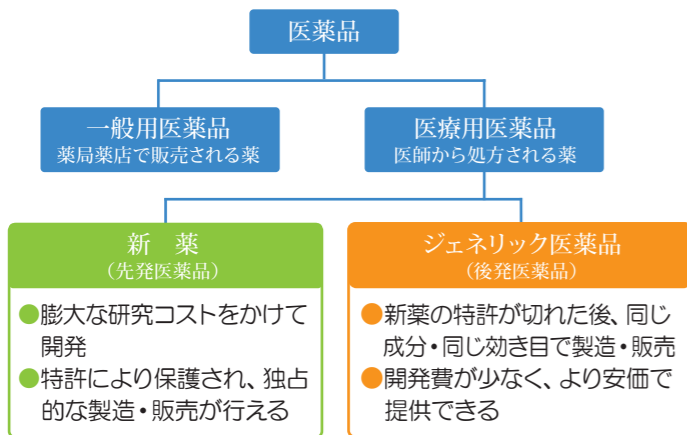 医薬品
一般用医薬品
薬局薬店で販売される薬
医療用医薬品
医師から処方される薬
新　薬
（先発医薬品）
●膨大な研究コストをかけて
開発
●特許により保護され、独占
的な製造・販売が行える
ジェネリック医薬品
（後発医薬品）
●新薬の特許が切れた後、同じ
成分・同じ効き目で製造・販売
●開発費が少なく、より安価で
提供できる